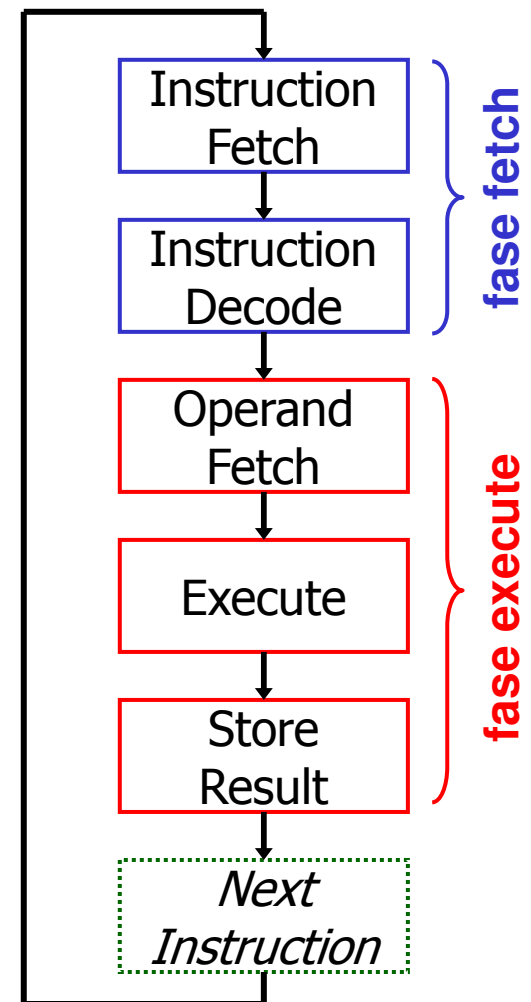 Instruction
Fetch
Instruction
Decode
fase fetch
Operand
Fetch
Execute
Store
Result
fase execute
Next
Instruction